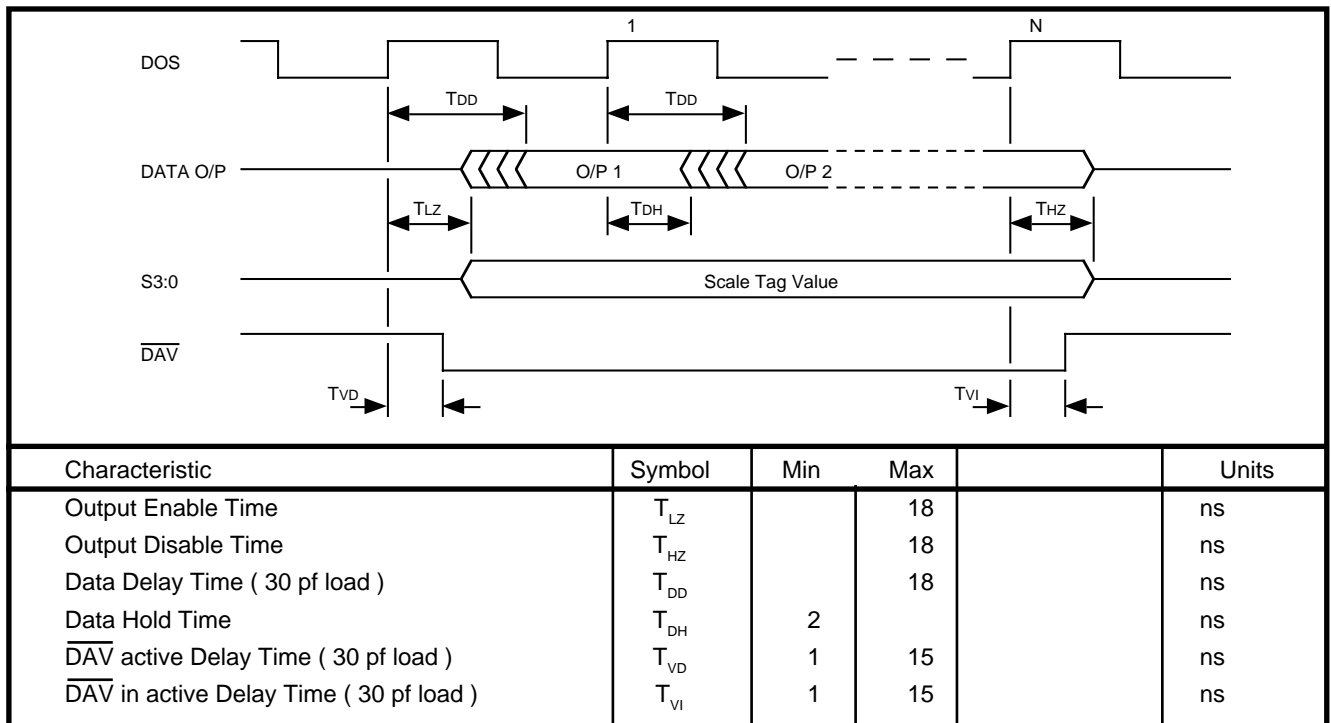 1 N
DOS
TDD TDD
DATA O/P O/P 1 O/P 2
TLZ TDH THZ
S3:0 Scale Tag Value
DAV
TVD TVI
Characteristic Symbol Min Max Units
Output Enable Time TLZ 18 ns
Output Disable Time THZ 18 ns
Data Delay Time ( 30 pf load ) TDD 18 ns
Data Hold Time TDH 2 ns
DAV active Delay Time ( 30 pf load ) TVD 1 15 ns
DAV in active Delay Time ( 30 pf load ) TVI 1 15 ns